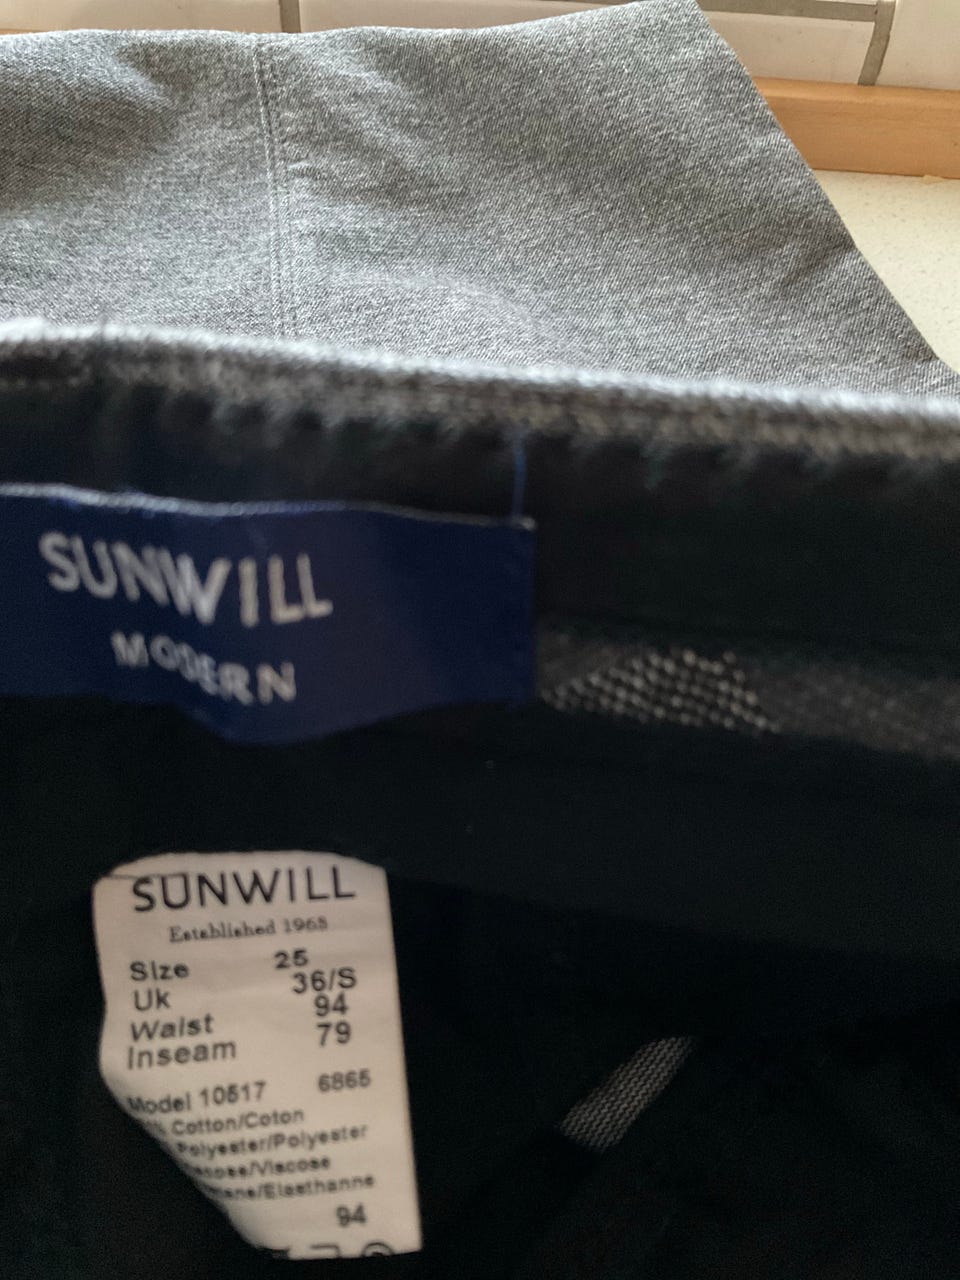 SUNWILL
MODERN
SUNWILL
Established 1965
Size 25
Uk 36/S
Waist 94
Inseam 79
Model 10517 6865
Cotton/Coton
Polyester/Polyester
/Viscose
/Elasthanne
94